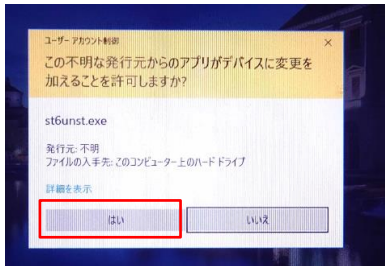 ユーザー アカウント制御
この不明な発行元からのアプリがデバイスに変更を
加えることを許可しますか?
st6unst.exe
発行元: 不明
ファイルの入手先: このコンピューター上のハード ドライブ
詳細を表示
はい
いいえ